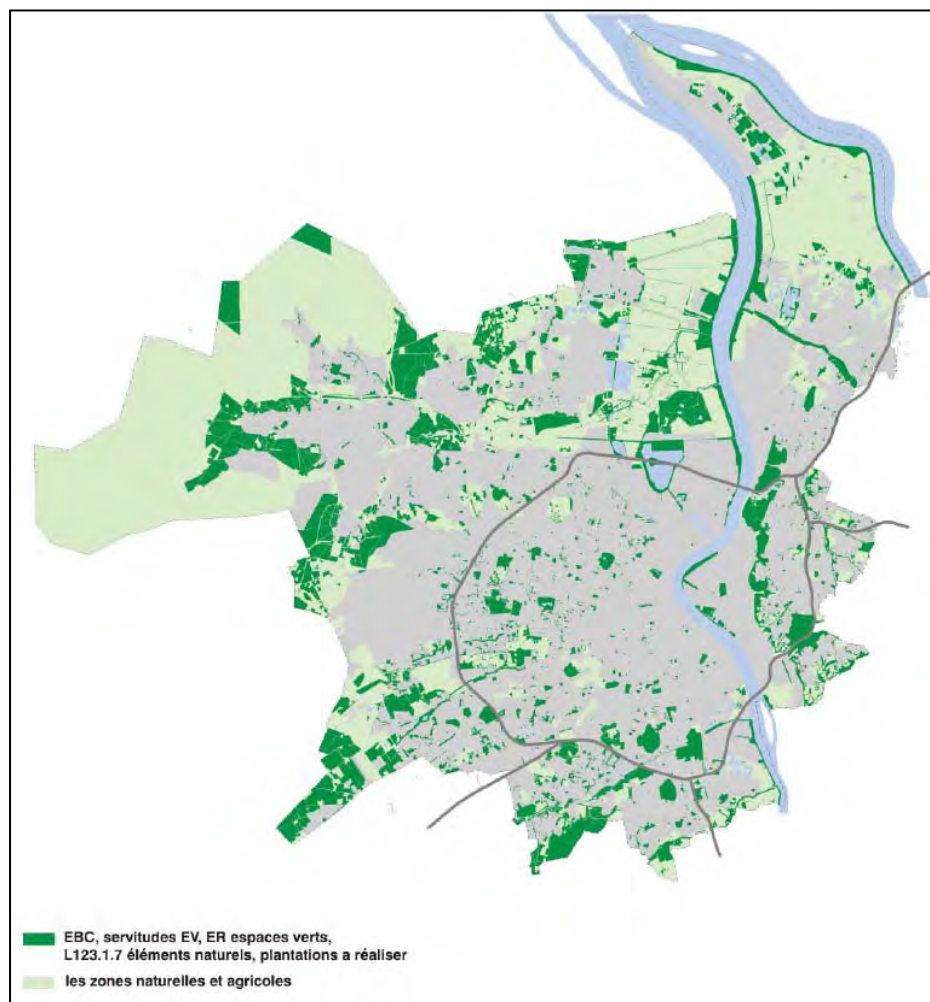 EBC, servitudes EV, ER espaces verts,
L123.1.7 éléments naturels, plantations a réaliser
les zones naturelles et agricoles